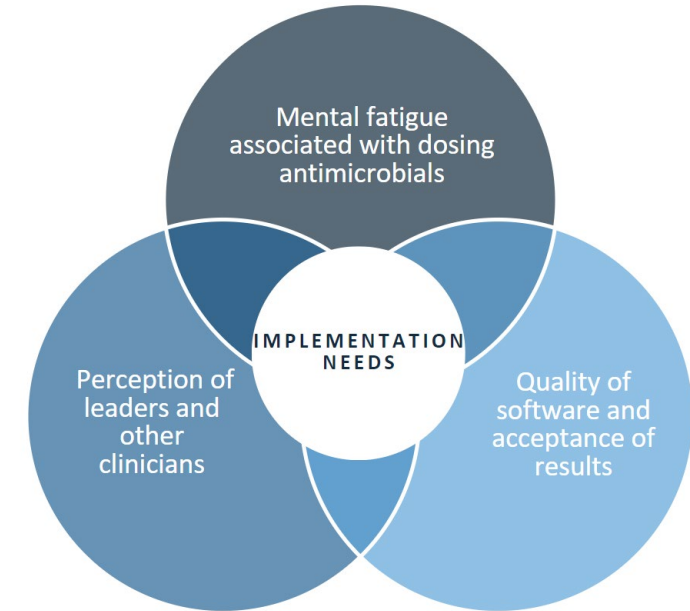 Mental fatigue
associated with dosing
antimicrobials
IMPLEMENTATION
NEEDS
Perception of
leaders and
other
clinicians
Quality of
software and
acceptance of
results